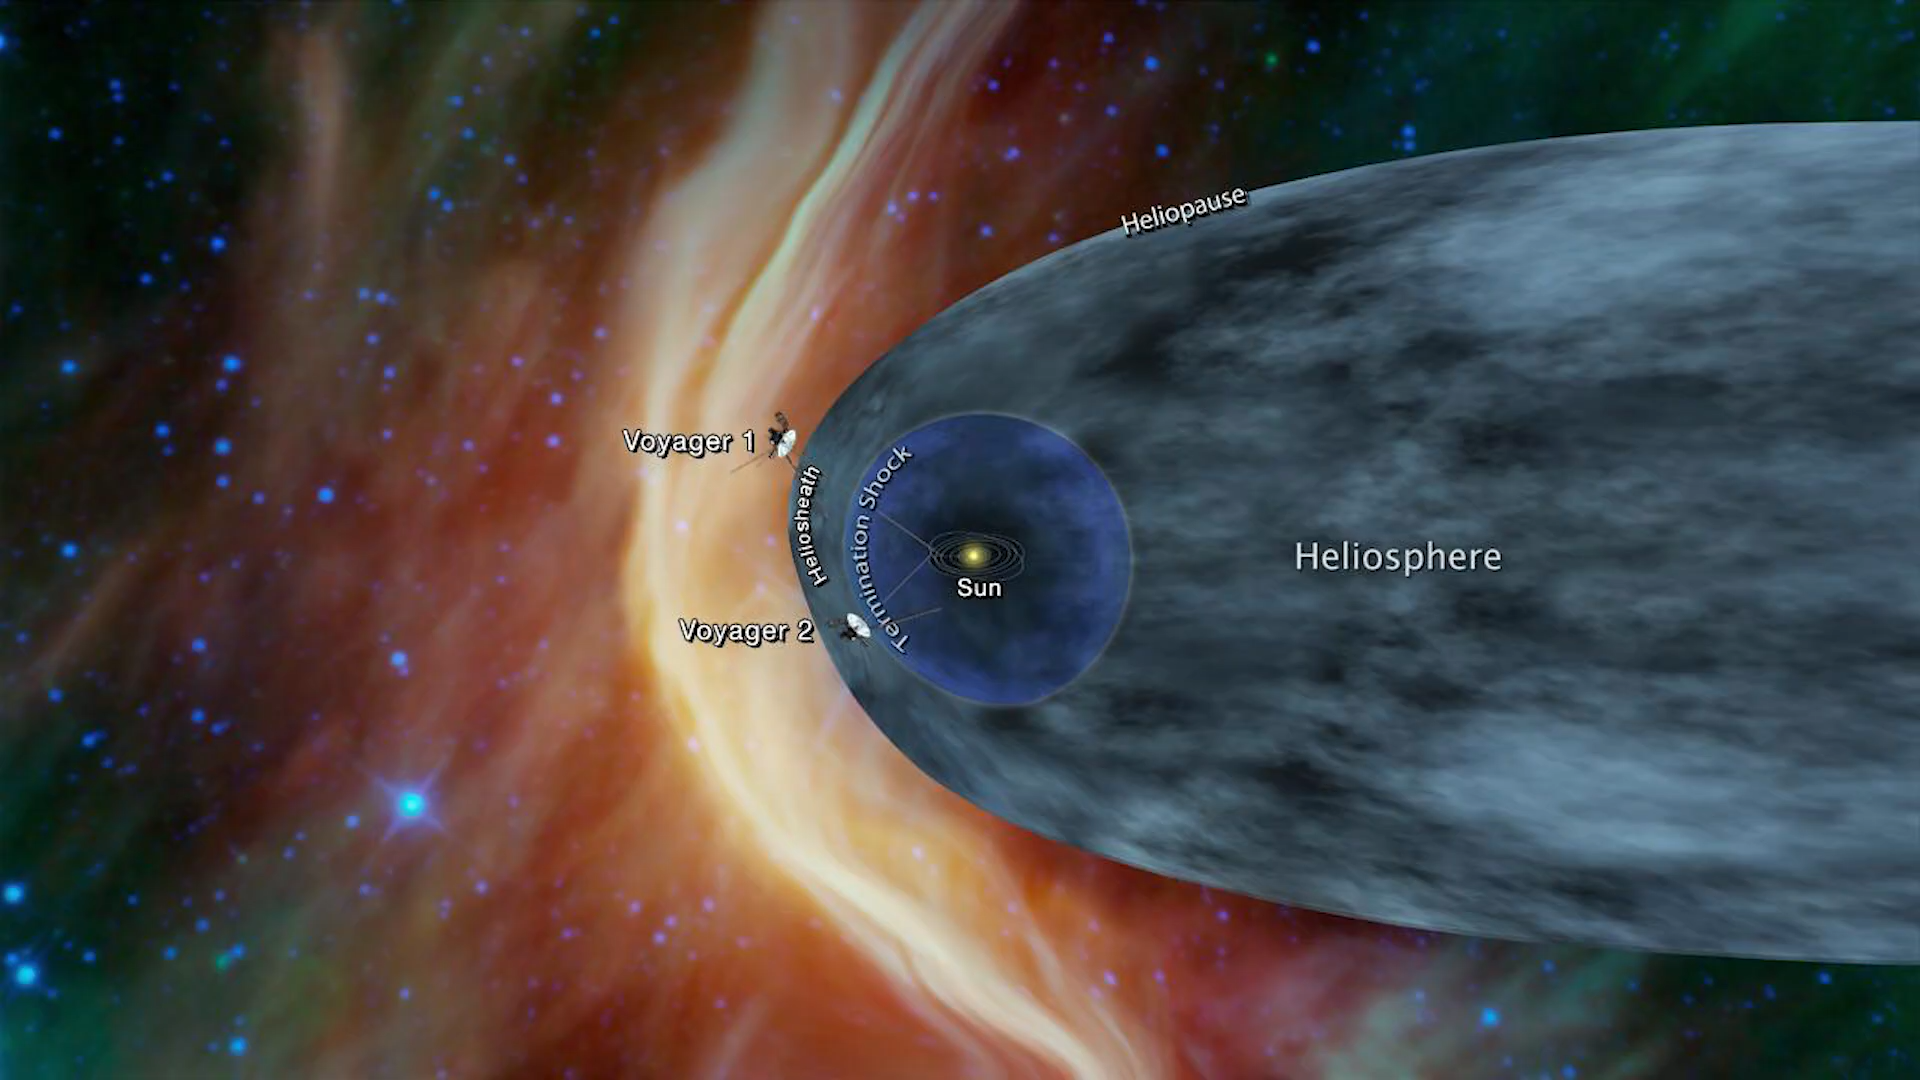 Heliopause
Voyager 1
Heliosheath
Termination Shock
Heliosphere
Sun
Voyager 2